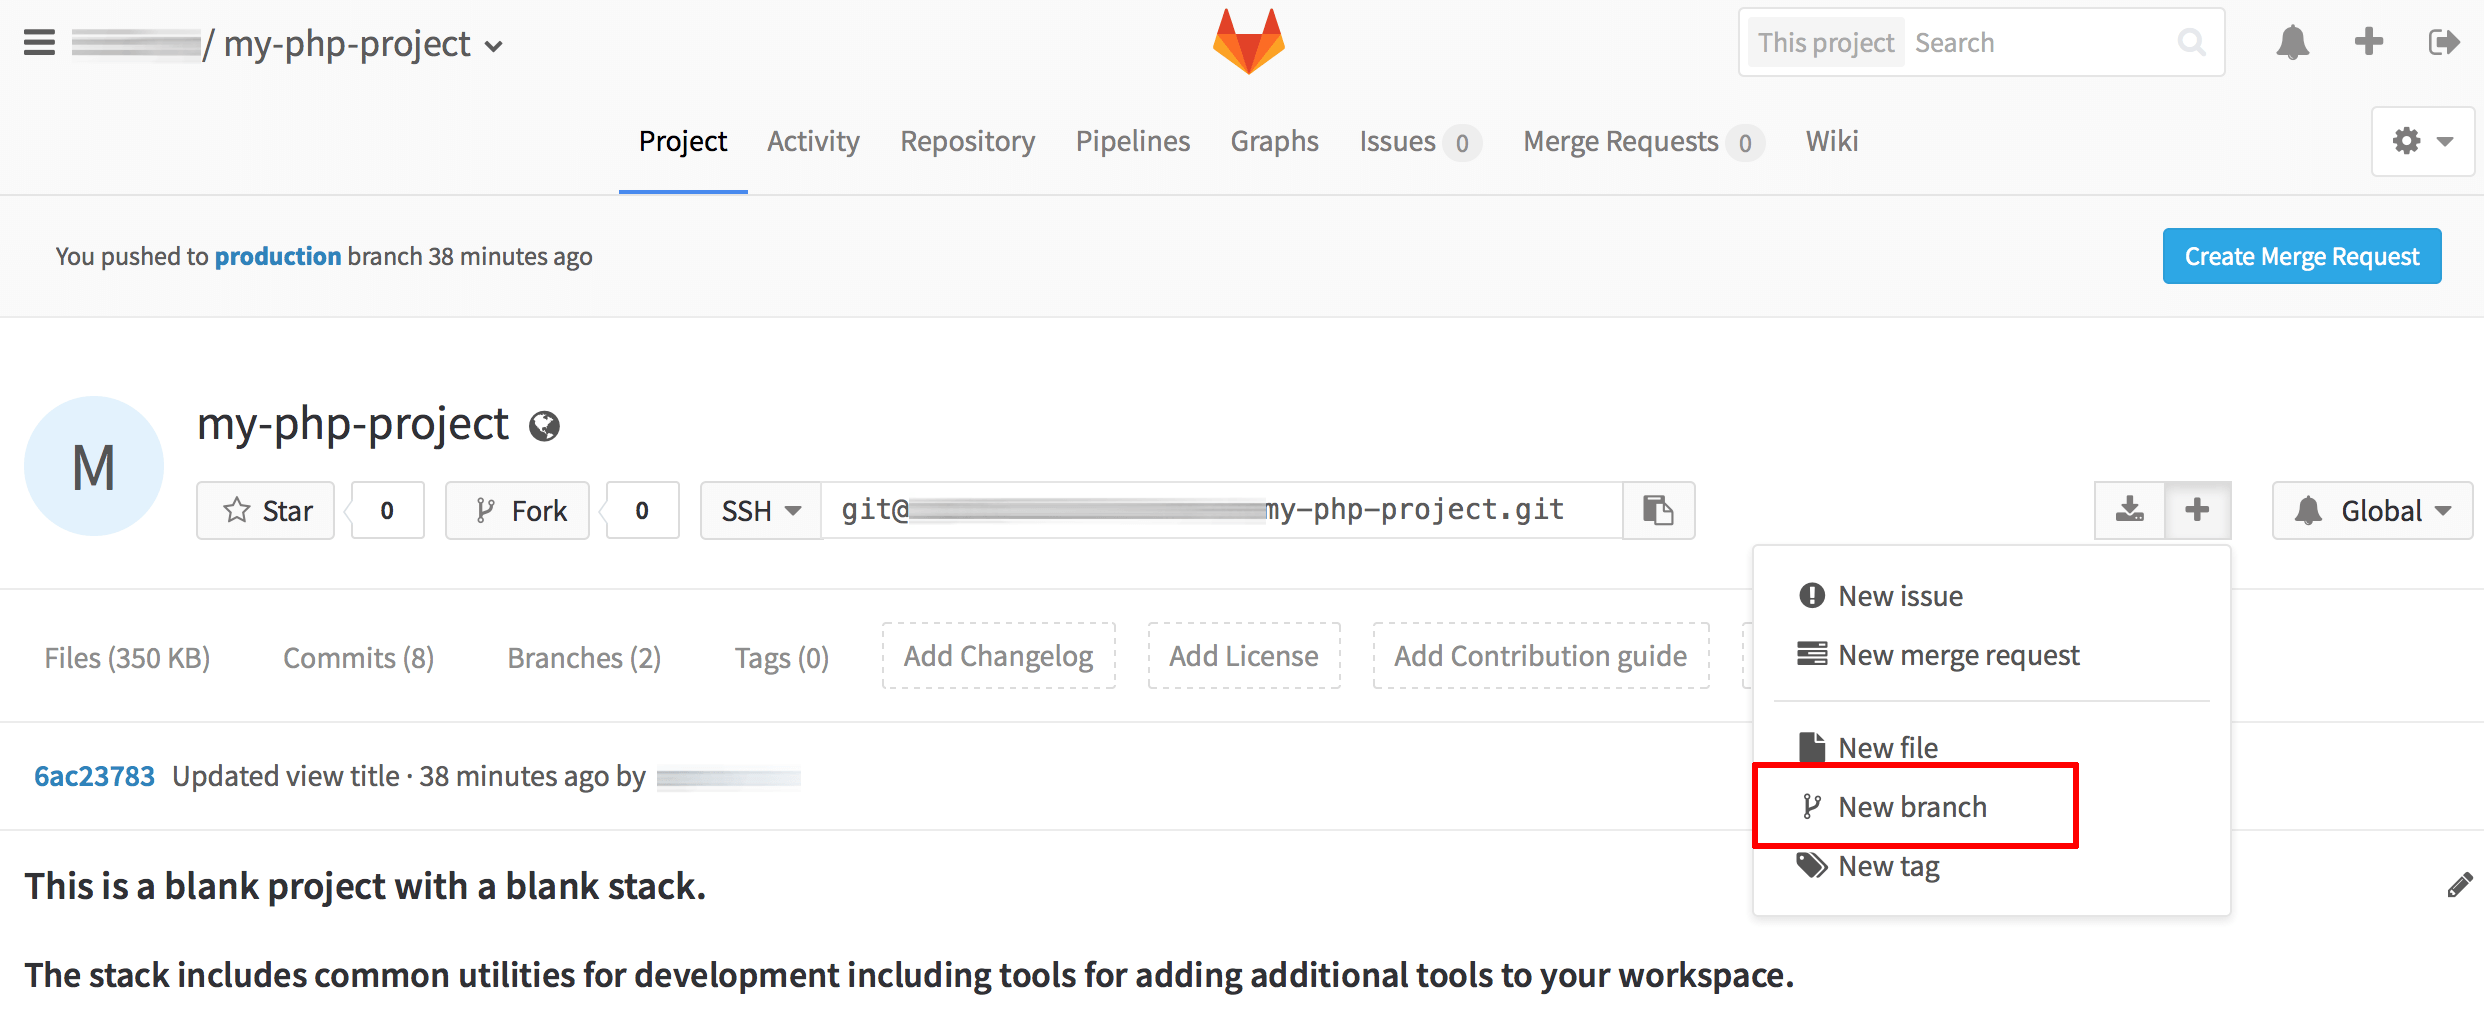 / my-php-project
This project Search
Project Activity Repository Pipelines Graphs Issues 0 Merge Requests 0 Wiki
You pushed to production branch 38 minutes ago
Create Merge Request
M
my-php-project
Star 0 Fork 0 SSH git@ my-php-project.git
Global
New issue
New merge request
New file
New branch
New tag
Files (350 KB) Commits (8) Branches (2) Tags (0) Add Changelog Add License Add Contribution guide
6ac23783 Updated view title · 38 minutes ago by
This is a blank project with a blank stack.
The stack includes common utilities for development including tools for adding additional tools to your workspace.